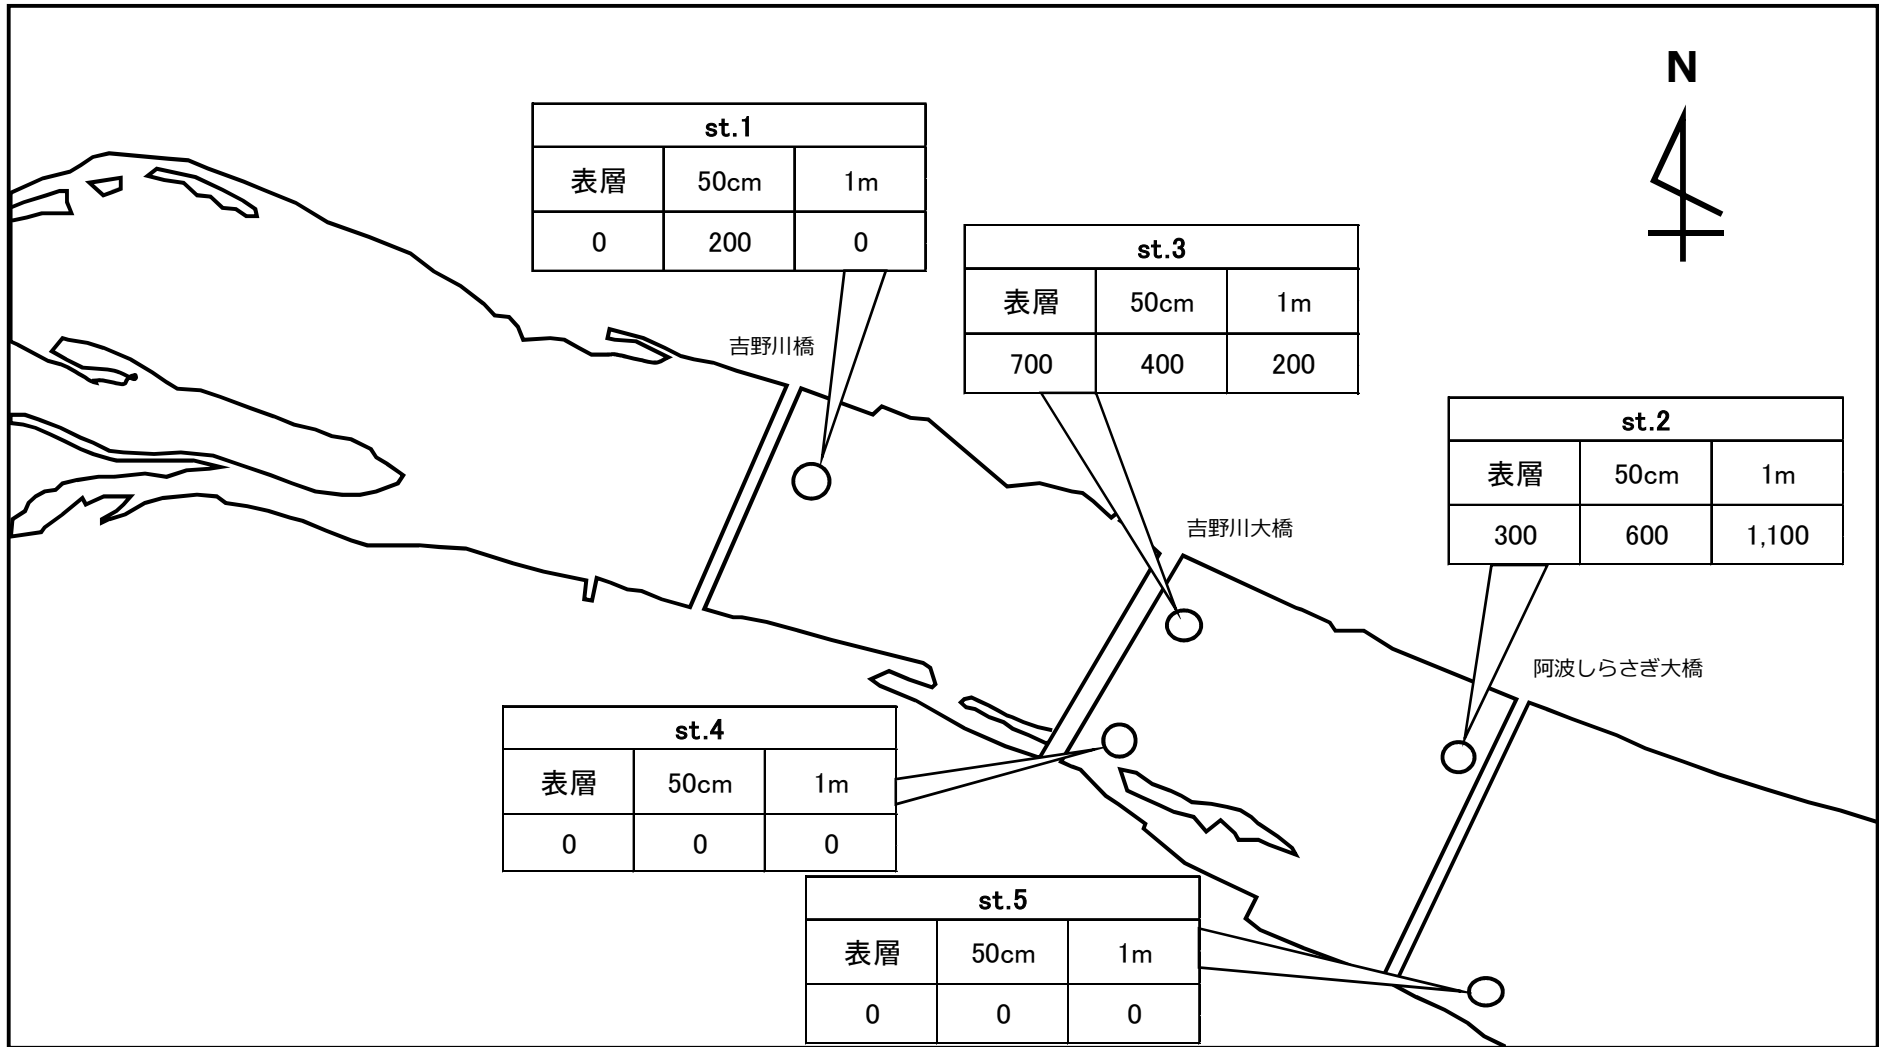 N
st.1
表層 50cm 1m
0 200 0
st.3
表層 50cm 1m
700 400 200
吉野川橋
st.2
表層 50cm 1m
300 600 1,100
吉野川大橋
阿波しらさぎ大橋
st.4
表層 50cm 1m
0 0 0
st.5
表層 50cm 1m
0 0 0